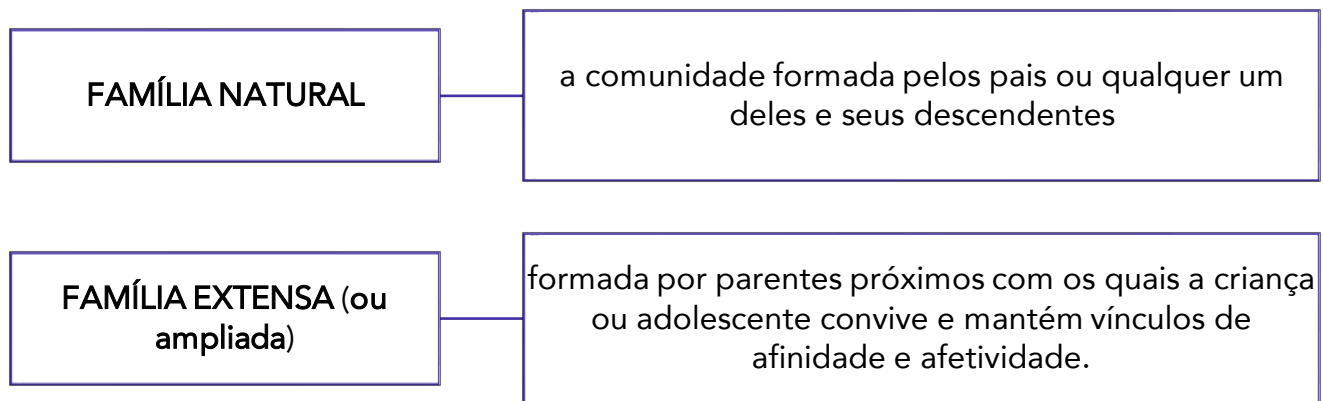 FAMÍLIA NATURAL
a comunidade formada pelos pais ou qualquer um
deles e seus descendentes
FAMÍLIA EXTENSA (ou
ampliada)
formada por parentes próximos com os quais a criança
ou adolescente convive e mantém vínculos de
afinidade e afetividade.